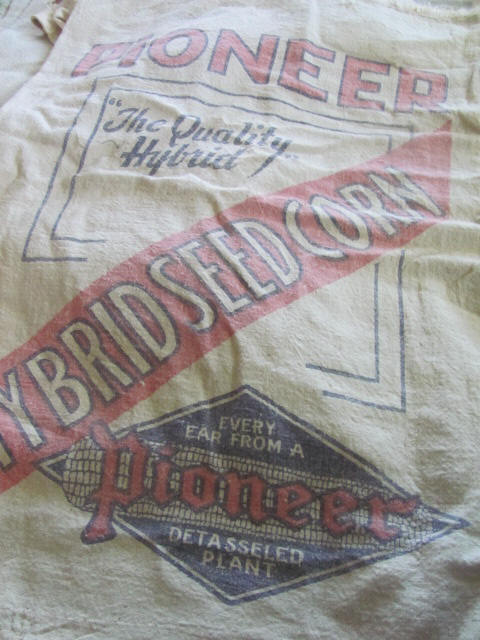 PIONEER
"The Quality
Hybrid"
HYBRID SEED CORN
EVERY
EAR FROM A
Pioneer
DETASSELED
PLANT